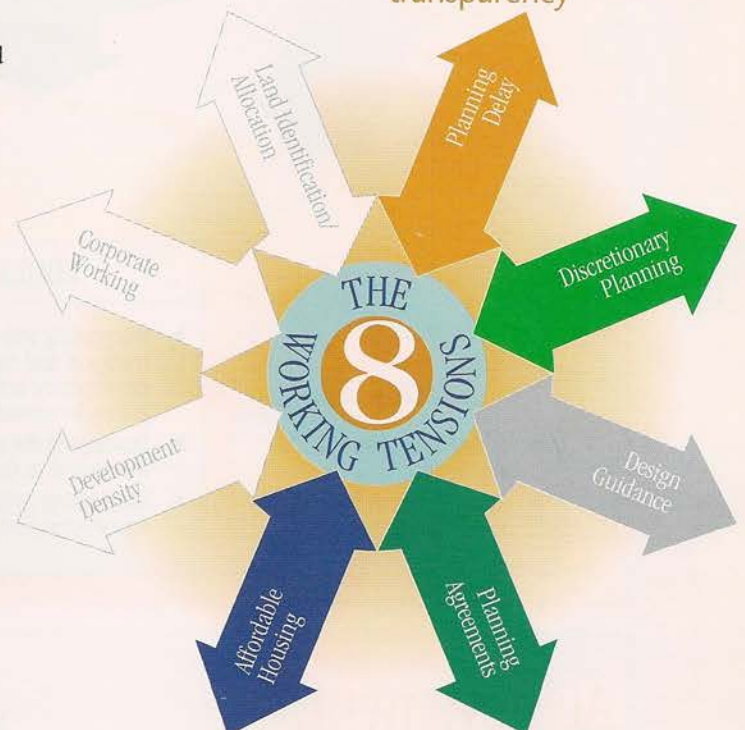 transparency
Land Identification/
Allocation
Planning
Delay
Corporate
Working
Discretionary
Planning
THE
8
WORKING TENSIONS
Development
Density
Design
Guidance
Affordable
Housing
Planning
Agreements